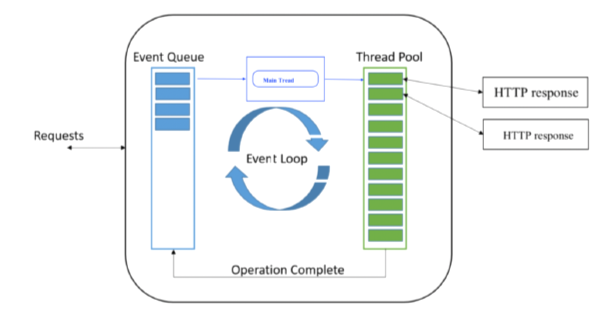 Event Queue
Main Tread
Thread Pool
HTTP response
HTTP response
Requests
Event Loop
Operation Complete